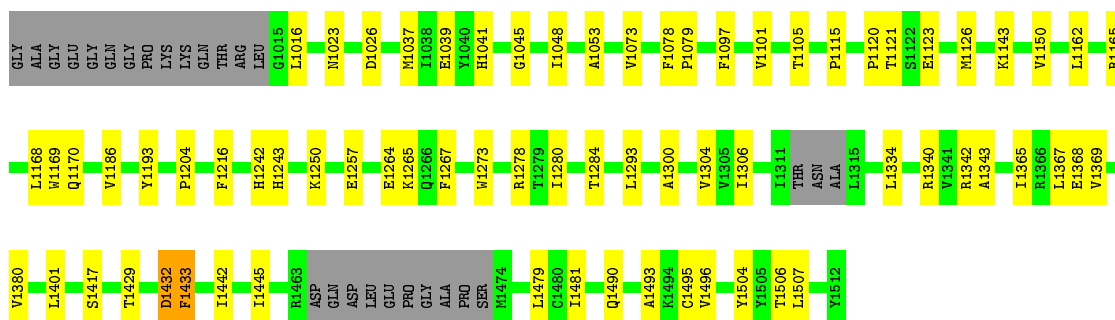 GLY ALA GLY GLU GLY GLN GLY PRO LYS LYS GLN THR ARG LEU G1015 L1016 N1023 D1026 M1037 I1038 E1039 Y1040 H1041 G1045 I1048 A1053 V1073 F1078 P1079 F1097 V1101 T1105 P1115 P1120 T1121 S1122 E1123 M1126 K1143 V1150 L1162 R1165
L1168 W1169 Q1170 V1186 Y1193 P1204 F1216 H1242 H1243 K1250 E1257 E1264 K1265 Q1266 F1267 W1273 R1278 T1279 I1280 T1284 L1293 A1300 V1304 V1305 I1306 I1311 THR ASN ALA L1315 L1334 R1340 V1341 R1342 A1343 I1365 R1366 L1367 E1368 V1369
V1380 L1401 S1417 T1429 D1432 F1433 I1442 I1445 R1463 ASP GLN ASP LEU GLU PRO GLY ALA PRO SER M1474 L1479 C1480 I1481 Q1490 A1493 K1494 C1495 V1496 Y1504 Y1505 T1506 L1507 Y1512